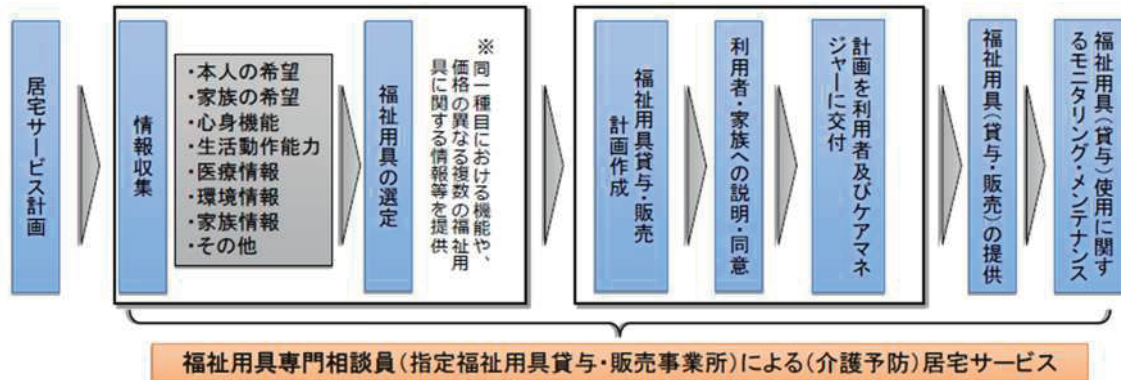 居宅サービス計画
情報収集
・本人の希望
・家族の希望
・心身機能
・生活動作能力
・医療情報
・環境情報
・家族情報
・その他
福祉用具の選定
※同一種目における機能や、
価格の異なる複数の福祉用
具に関する情報等を提供
福祉用具貸与・販売
計画作成
利用者・家族への説明・同意
計画を利用者及びケアマネ
ジャーに交付
福祉用具(貸与・販売)の提供
福祉用具(貸与)使用に関す
るモニタリング・メンテナンス
福祉用具専門相談員(指定福祉用具貸与・販売事業所)による(介護予防)居宅サービス